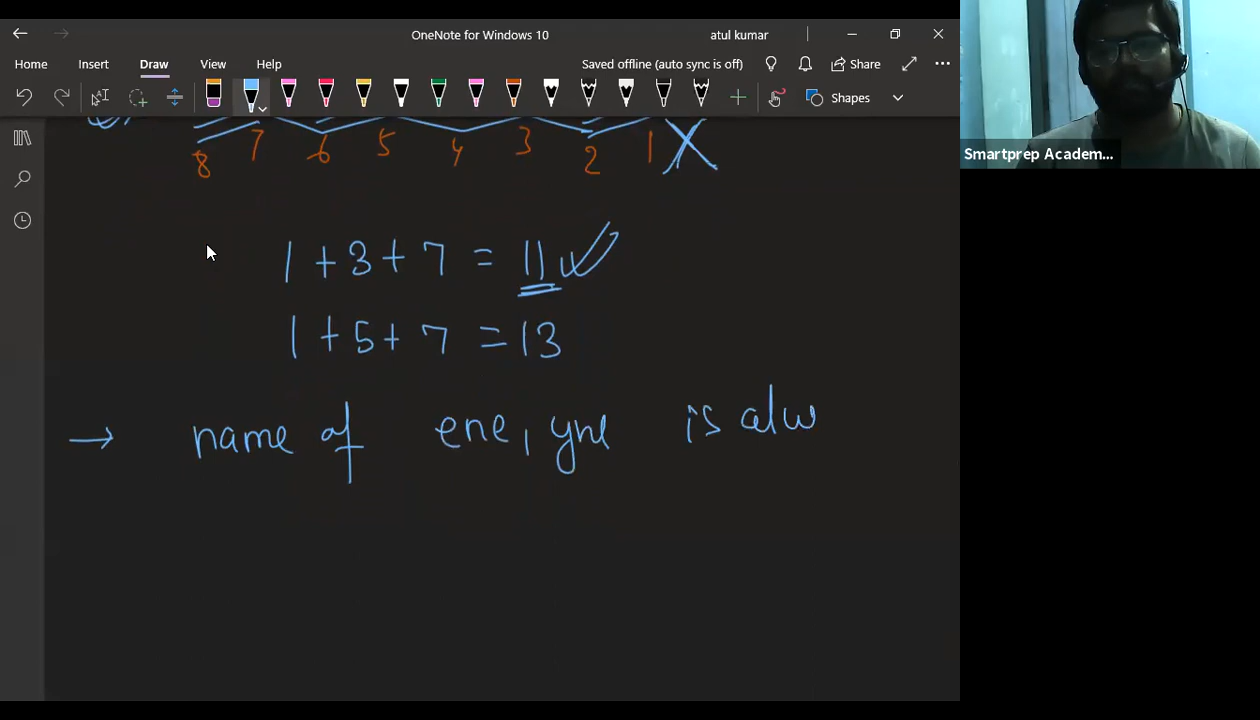 OneNote for Windows 10
atul kumar
Home Insert Draw View Help
Saved offline (auto sync is off)
Share
Shapes
Smartprep Academ...
8 7 6 5 4 3 2 1
1 + 3 + 7 = 11
1 + 5 + 7 = 13
→ name of ene, yne is alw